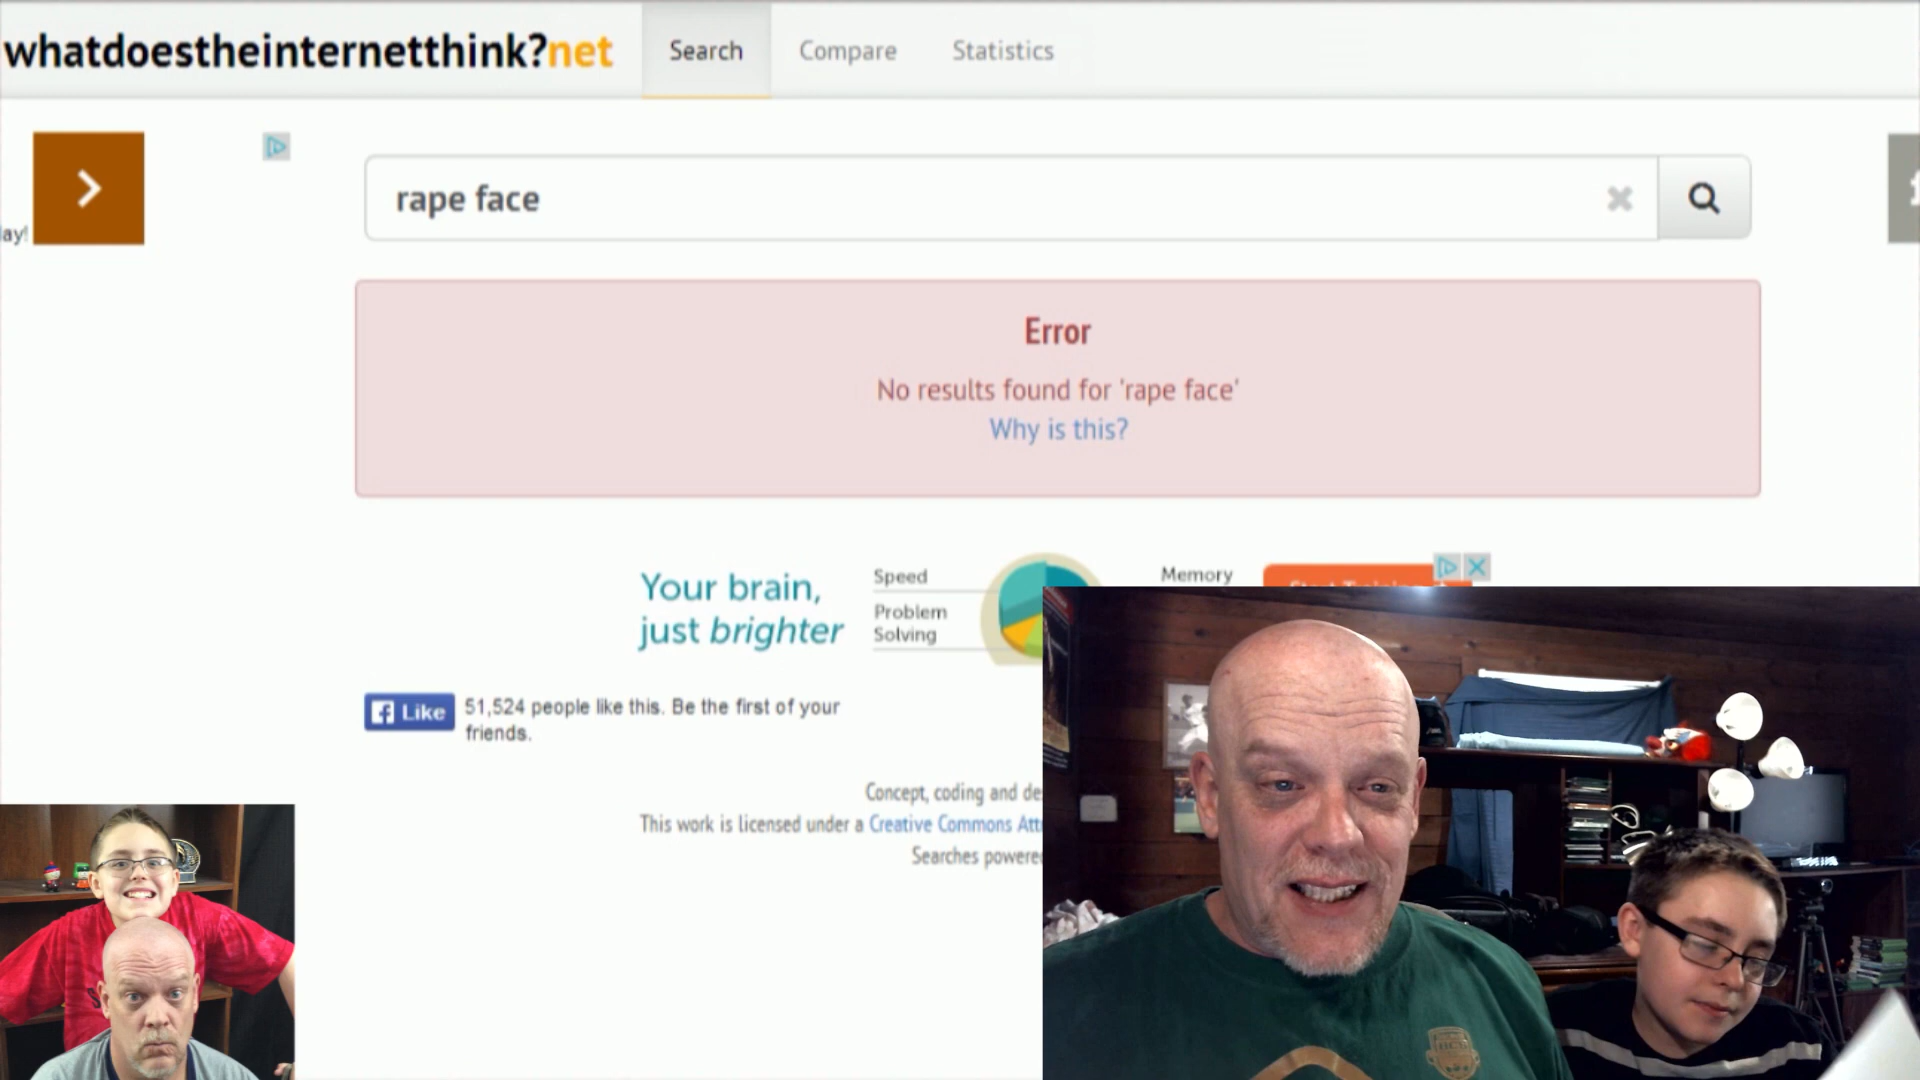 whatdoestheinternetthink?net
Search
Compare
Statistics
lay!
rape face
Error
No results found for 'rape face'
Why is this?
Your brain,
just brighter
Speed
Problem
Solving
Memory
Like
51,524 people like this. Be the first of your
friends.
Concept, coding and de
This work is licensed under a Creative Commons Att
Searches powere